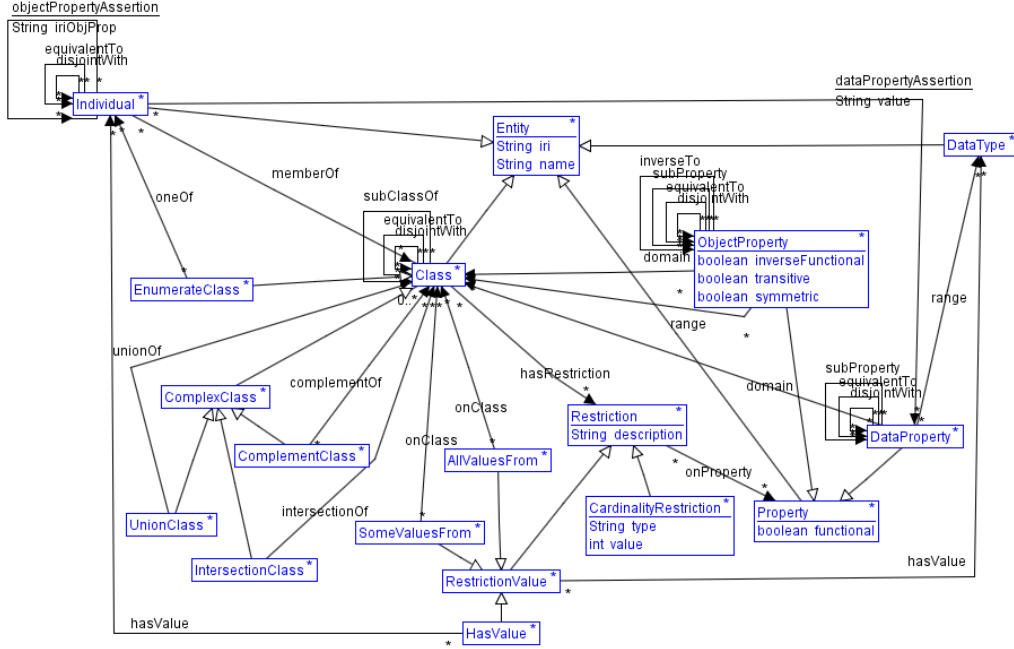 objectPropertyAssertion
String iriObjProp
equivalentTo
disjointWith
Individual *
dataPropertyAssertion
String value
Entity *
String iri
String name
DataType *
memberOf
oneOf
subClassOf
equivalentTo
disjointWith
Class *
inverseTo
subProperty
equivalentTo
disjointWith
ObjectProperty *
boolean inverseFunctional
boolean transitive
boolean symmetric
domain
EnumerateClass *
0..*
range
range
unionOf
complementOf
hasRestriction
domain
subProperty
equivalentTo
disjointWith
DataProperty *
ComplexClass *
onClass
Restriction *
String description
onClass
ComplementClass *
AllValuesFrom *
onProperty
UnionClass *
intersectionOf
SomeValuesFrom *
CardinalityRestriction *
String type
int value
Property *
boolean functional
IntersectionClass *
RestrictionValue *
hasValue
hasValue
HasValue *